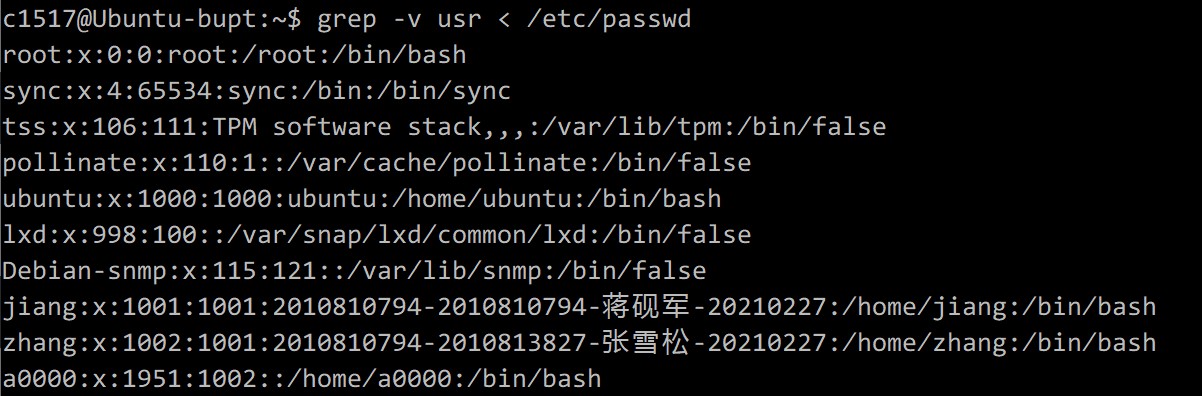 c1517@Ubuntu-bupt:~$ grep -v usr < /etc/passwd
root:x:0:0:root:/root:/bin/bash
sync:x:4:65534:sync:/bin:/bin/sync
tss:x:106:111:TPM software stack,,,:/var/lib/tpm:/bin/false
pollinate:x:110:1::/var/cache/pollinate:/bin/false
ubuntu:x:1000:1000:ubuntu:/home/ubuntu:/bin/bash
lxd:x:998:100::/var/snap/lxd/common/lxd:/bin/false
Debian-snmp:x:115:121::/var/lib/snmp:/bin/false
jiang:x:1001:1001:2010810794-2010810794-蒋砚军-20210227:/home/jiang:/bin/bash
zhang:x:1002:1001:2010810794-2010813827-张雪松-20210227:/home/zhang:/bin/bash
a0000:x:1951:1002::/home/a0000:/bin/bash